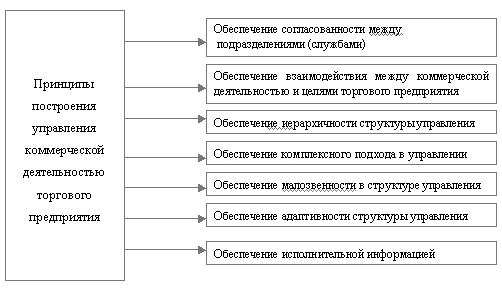 Принципы
построения
управления
коммерческой
деятельностью
торгового
предприятия
Обеспечение согласованности между
подразделениями (службами)
Обеспечение взаимодействия между коммерческой
деятельностью и целями торгового предприятия
Обеспечение иерархичности структуры управления
Обеспечение комплексного подхода в управлении
Обеспечение малозвенности в структуре управления
Обеспечение адаптивности структуры управления
Обеспечение исполнительной информацией